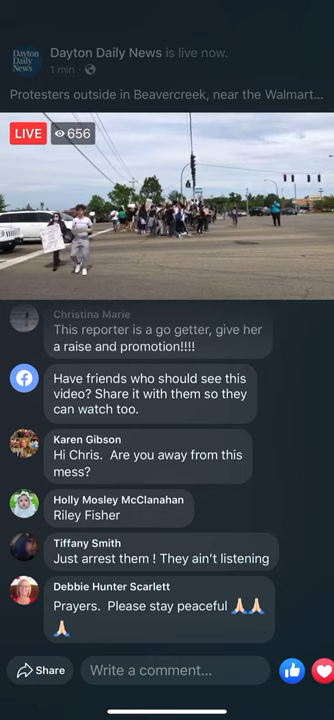 Dayton
Daily
News
Dayton Daily News is live now.
1 min ·
Protesters outside in Beavercreek, near the Walmart...
LIVE
656
Christina Marie
This reporter is a go getter, give her
a raise and promotion!!!!
Have friends who should see this
video? Share it with them so they
can watch too.
Karen Gibson
Hi Chris. Are you away from this
mess?
Holly Mosley McClanahan
Riley Fisher
Tiffany Smith
Just arrest them ! They ain't listening
Debbie Hunter Scarlett
Prayers. Please stay peaceful 🙏🏻🙏🏻
🙏🏻
Share
Write a comment...